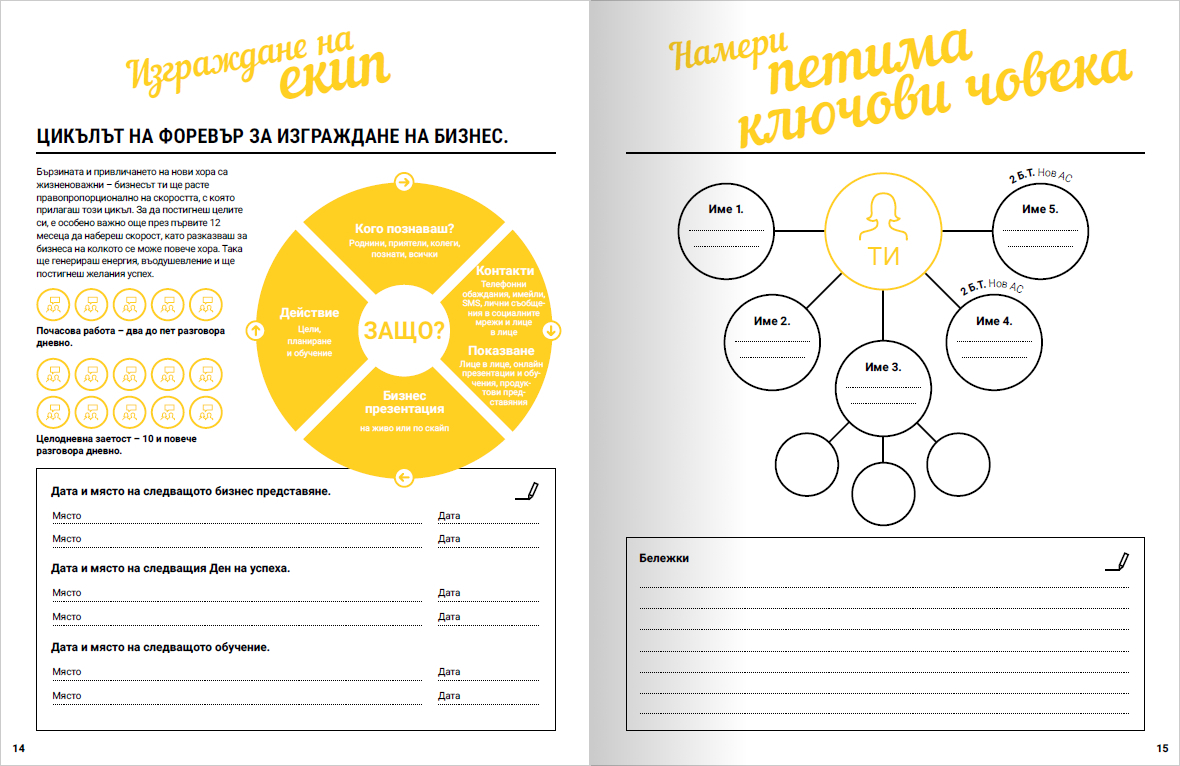 Изграждане на
екип
ЦИКЪЛЪТ НА ФОРЕВЪР ЗА ИЗГРАЖДАНЕ НА БИЗНЕС.
Бързината и привличането на нови хора са
жизненоважни – бизнесът ти ще расте
правопропорционално на скоростта, с която
прилагаш този цикъл. За да постигнеш целите
си, е особено важно още през първите 12
месеца да набереш скорост, като разказваш за
бизнеса на колкото се може повече хора. Така
ще генерираш енергия, въодушевление и ще
постигнеш желания успех.
Почасова работа – два до пет разговора
дневно.
Целодневна заетост – 10 и повече
разговора дневно.
Кого познаваш?
Роднини, приятели, колеги,
познати, всички
Контакти
Телефонни
обаждания, имейли,
SMS, лични съобще-
ния в социалните
мрежи и лице
в лице
Показване
Лице в лице, онлайн
презентации и обу-
чения, продук-
тови пред-
ставяния
Бизнес
презентация
на живо или по скайп
Действие
Цели,
планиране
и обучение
ЗАЩО?
Дата и място на следващото бизнес представяне.
Място Дата
Място Дата
Дата и място на следващия Ден на успеха.
Място Дата
Място Дата
Дата и място на следващото обучение.
Място Дата
Място Дата
14
Намери
петима
ключови човека
Име 1.
ТИ
2 Б.Т. Нов АС
Име 5.
Име 2.
2 Б.Т. Нов АС
Име 4.
Име 3.
Бележки
15